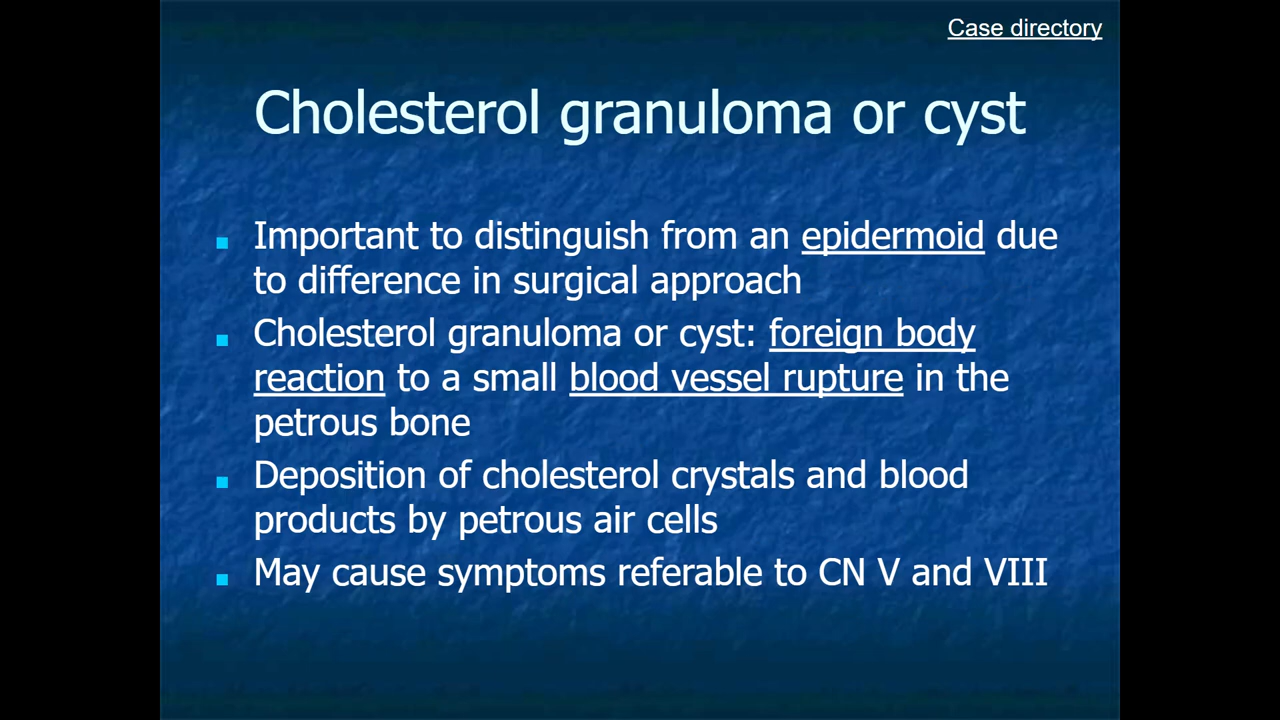 Case directory
Cholesterol granuloma or cyst
Important to distinguish from an epidermoid due
to difference in surgical approach
Cholesterol granuloma or cyst: foreign body
reaction to a small blood vessel rupture in the
petrous bone
Deposition of cholesterol crystals and blood
products by petrous air cells
May cause symptoms referable to CN V and VIII